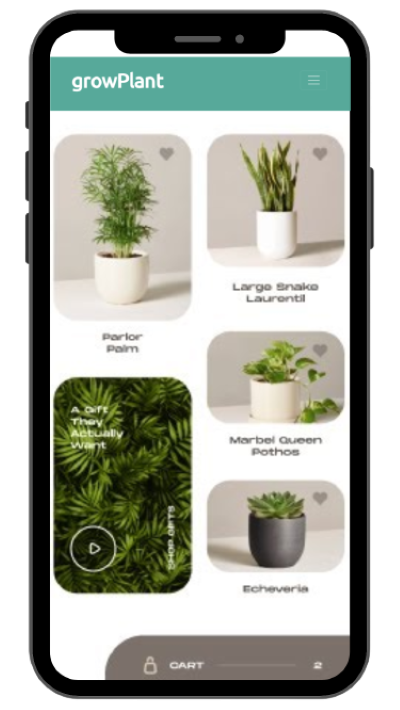 growPlant
Parlor
Palm
Large Snake
Laurentii
A Gift
They
Actually
Want
SHOP GIFTS
Marbel Queen
Pothos
Echeveria
CART
2